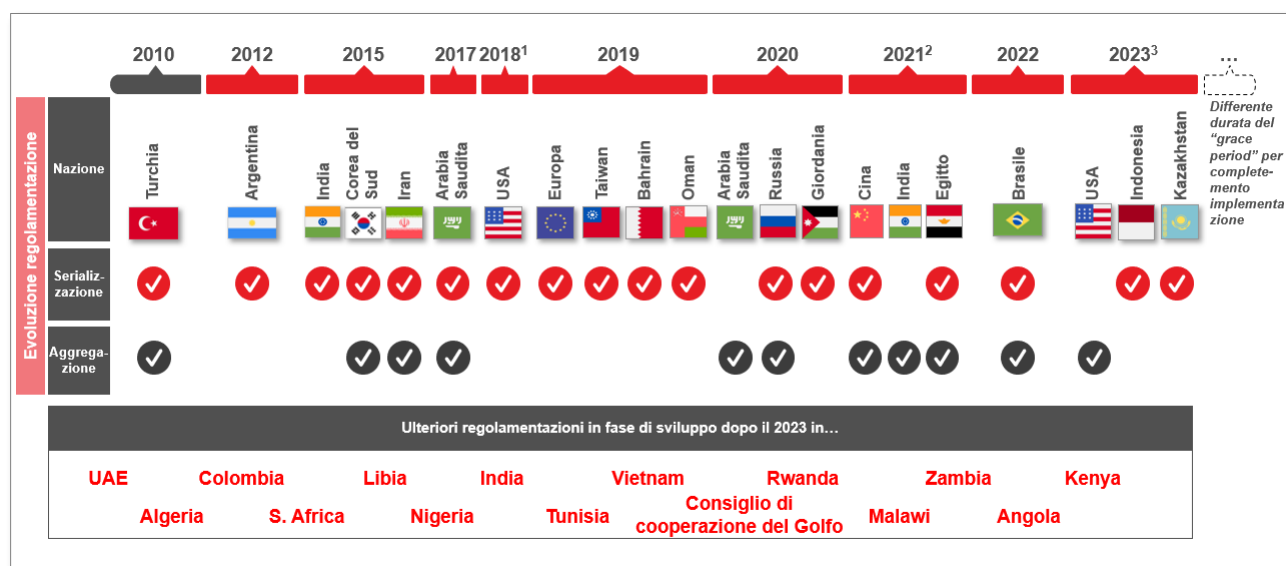 2010 2012 2015 2017 2018¹ 2019 2020 2021² 2022 2023³ ...
Evoluzione regolamentazione
Nazione
Turchia
Argentina
India
Corea del
Sud
Iran
Arabia
Saudita
USA
Europa
Taiwan
Bahrain
Oman
Arabia
Saudita
Russia
Giordania
Cina
India
Egitto
Brasile
USA
Indonesia
Kazakhstan
Differente
durata del
“grace
period” per
complete-
mento
implementa
zione
Serializ-
zazione
Aggrega-
zione
Ulteriori regolamentazioni in fase di sviluppo dopo il 2023 in…
UAE Colombia Libia India Vietnam Rwanda Zambia Kenya
Algeria S. Africa Nigeria Tunisia Consiglio di
cooperazione del Golfo Malawi Angola